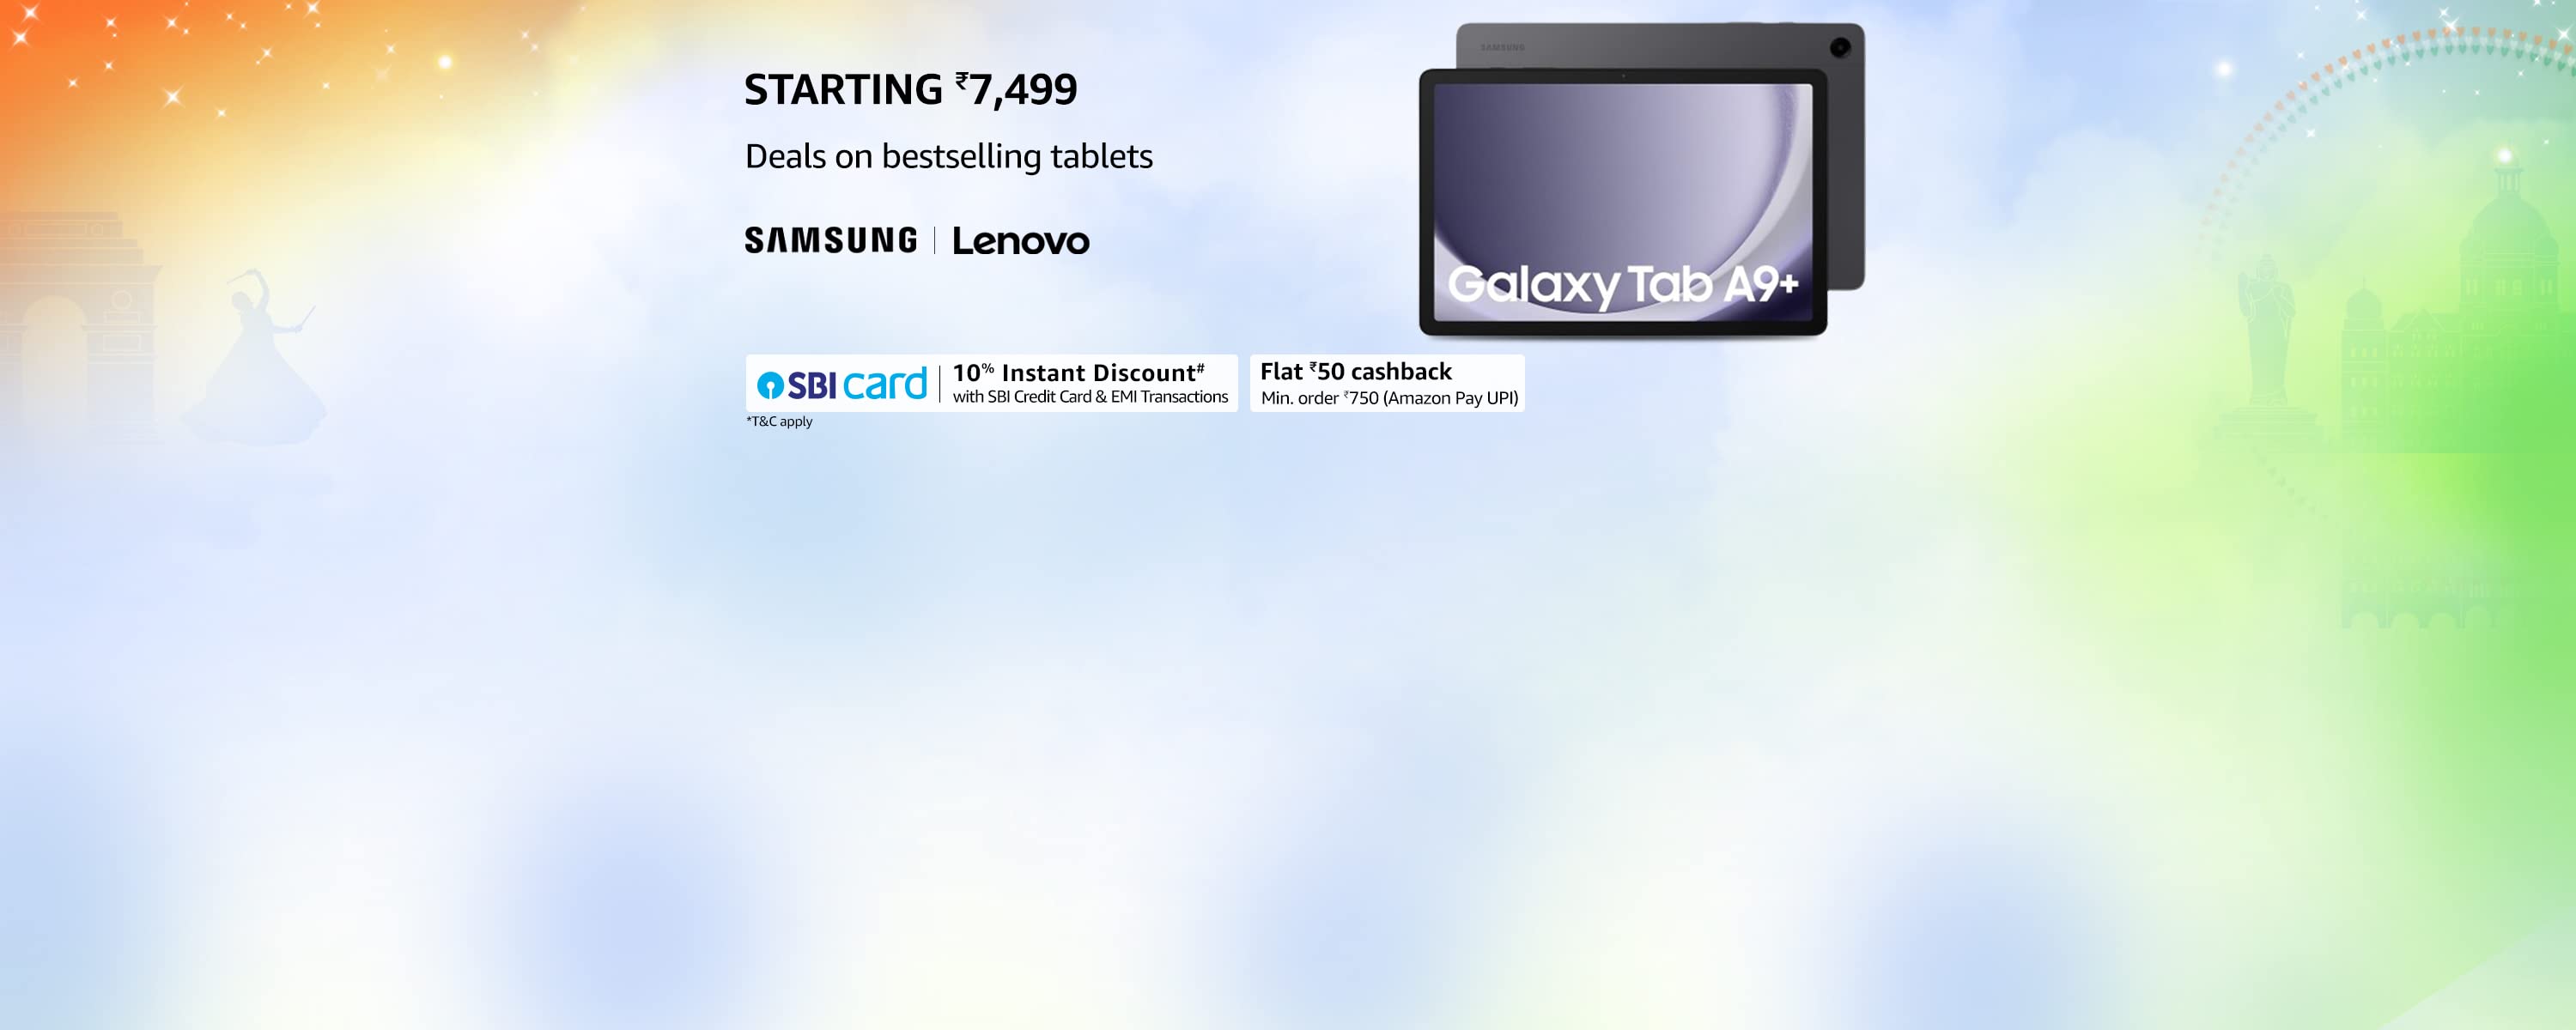 STARTING ₹7,499
Deals on bestselling tablets
SAMSUNG | Lenovo
SAMSUNG
Galaxy Tab A9+
SBI card | 10% Instant Discount#
with SBI Credit Card & EMI Transactions
Flat ₹50 cashback
Min. order ₹750 (Amazon Pay UPI)
*T&C apply